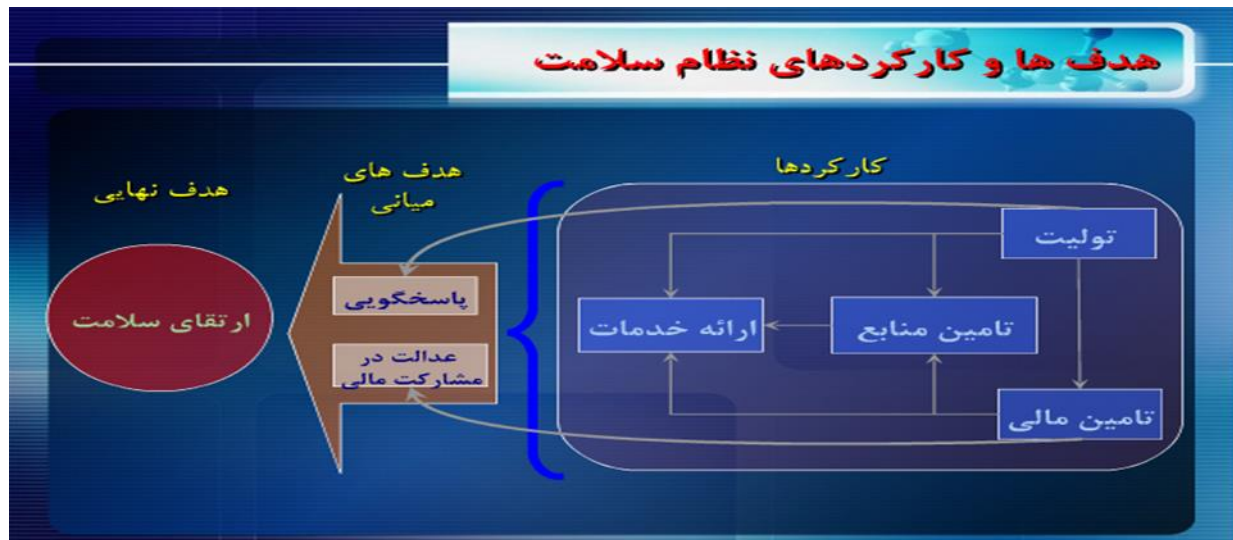 هدف ها و کارکردهای نظام سلامت
کارکردها
هدف های
میانی
هدف نهایی
تولیت
تامین منابع
ارائه خدمات
تامین مالی
پاسخگویی
عدالت در
مشارکت مالی
ارتقای سلامت